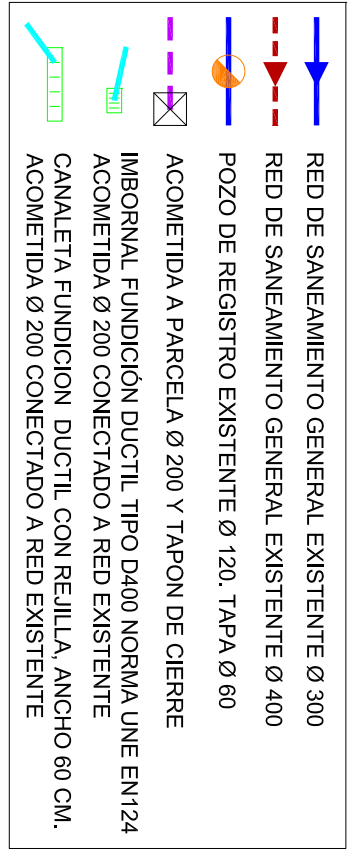 RED DE SANEAMIENTO GENERAL EXISTENTE Ø 300
RED DE SANEAMIENTO GENERAL EXISTENTE Ø 400
POZO DE REGISTRO EXISTENTE Ø 120. TAPA Ø 60
ACOMETIDA A PARCELA Ø 200 Y TAPON DE CIERRE
IMBORNAL FUNDICIÓN DUCTIL TIPO D400 NORMA UNE EN124
ACOMETIDA Ø 200 CONECTADO A RED EXISTENTE
CANALETA FUNDICION DUCTIL CON REJILLA, ANCHO 60 CM.
ACOMETIDA Ø 200 CONECTADO A RED EXISTENTE